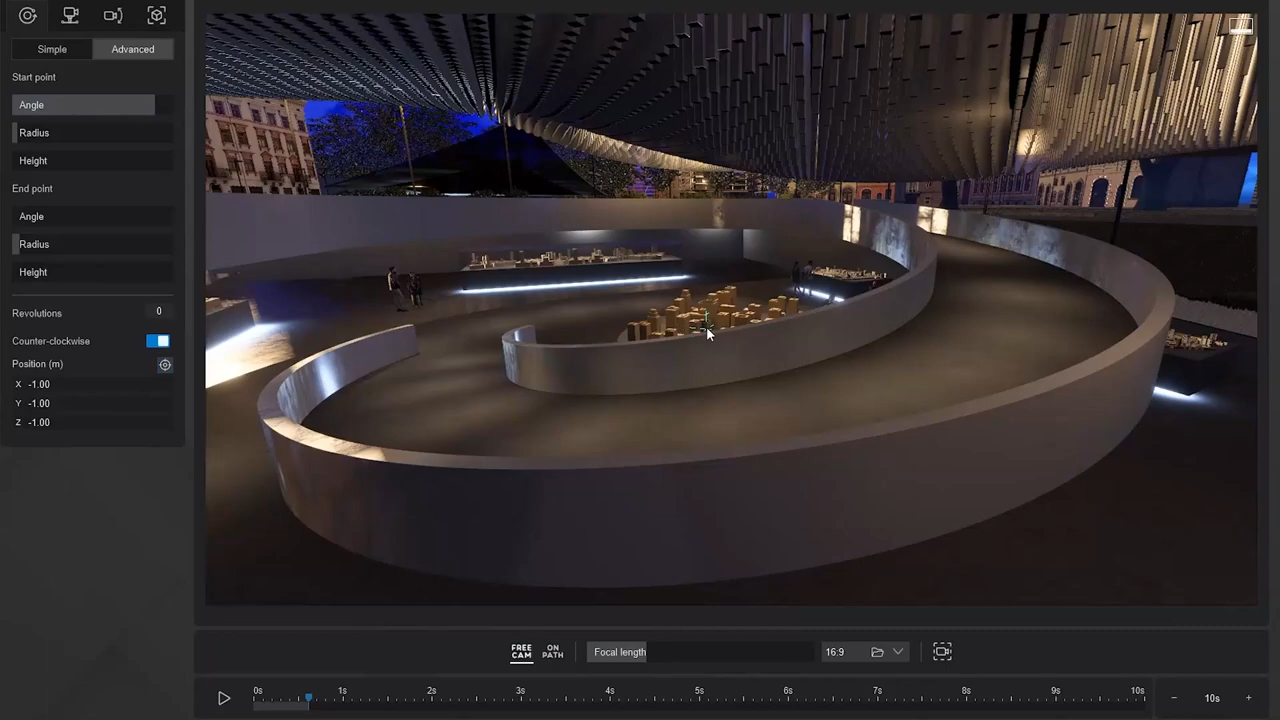 Simple Advanced
Start point
Angle
Radius
Height
End point
Angle
Radius
Height
Revolutions 0
Counter-clockwise
Position (m)
X -1.00
Y -1.00
Z -1.00
FREE CAM ON PATH Focal length 16:9
0s 1s 2s 3s 4s 5s 6s 7s 8s 9s 10s - 10s +